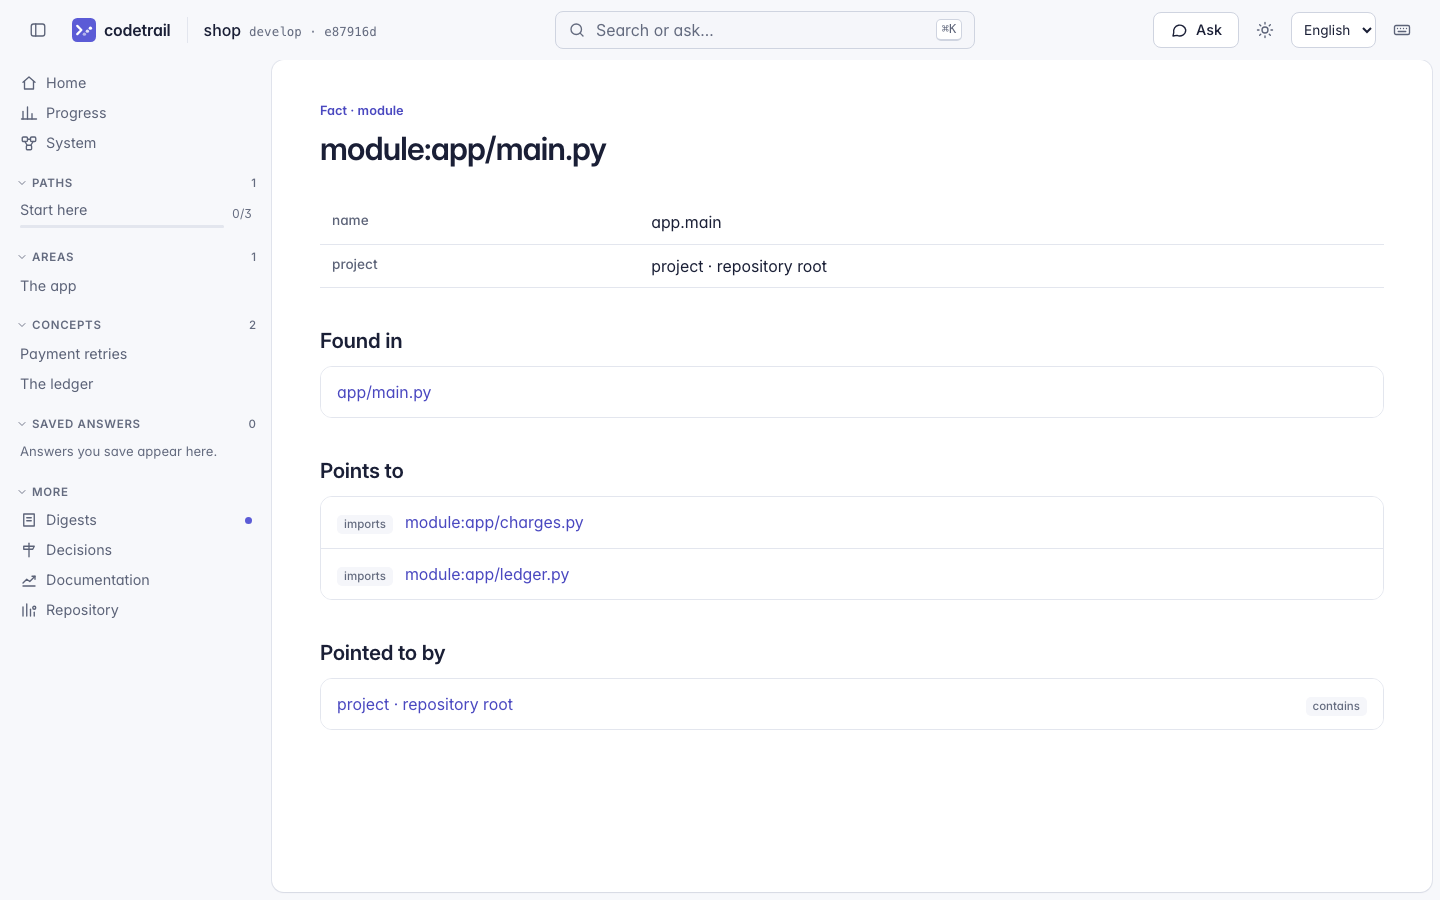 codetrail
shop develop · e87916d
Search or ask...
⌘K
Ask
English
Home
Progress
System
PATHS 1
Start here 0/3
AREAS 1
The app
CONCEPTS 2
Payment retries
The ledger
SAVED ANSWERS 0
Answers you save appear here.
MORE
Digests
Decisions
Documentation
Repository
Fact · module
module:app/main.py
name app.main
project project · repository root
Found in
app/main.py
Points to
imports module:app/charges.py
imports module:app/ledger.py
Pointed to by
project · repository root contains